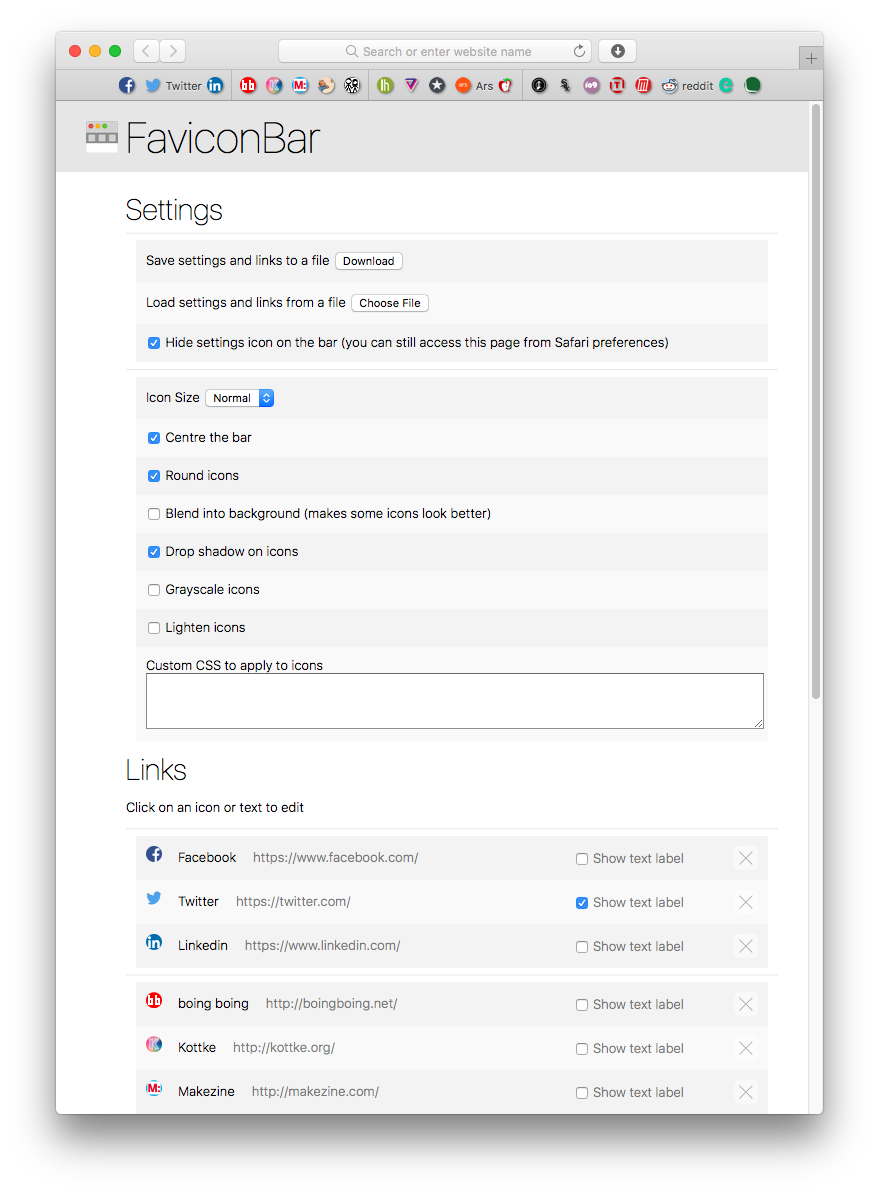 Search or enter website name
Twitter
bb
M:
h
ars
Ars
io9
T
reddit
FaviconBar
Settings
Save settings and links to a file Download
Load settings and links from a file Choose File
Hide settings icon on the bar (you can still access this page from Safari preferences)
Icon Size Normal
Centre the bar
Round icons
Blend into background (makes some icons look better)
Drop shadow on icons
Grayscale icons
Lighten icons
Custom CSS to apply to icons
Links
Click on an icon or text to edit
Facebook https://www.facebook.com/ Show text label
Twitter https://twitter.com/ Show text label
in Linkedin https://www.linkedin.com/ Show text label
bb boing boing http://boingboing.net/ Show text label
K Kottke http://kottke.org/ Show text label
M: Makezine http://makezine.com/ Show text label